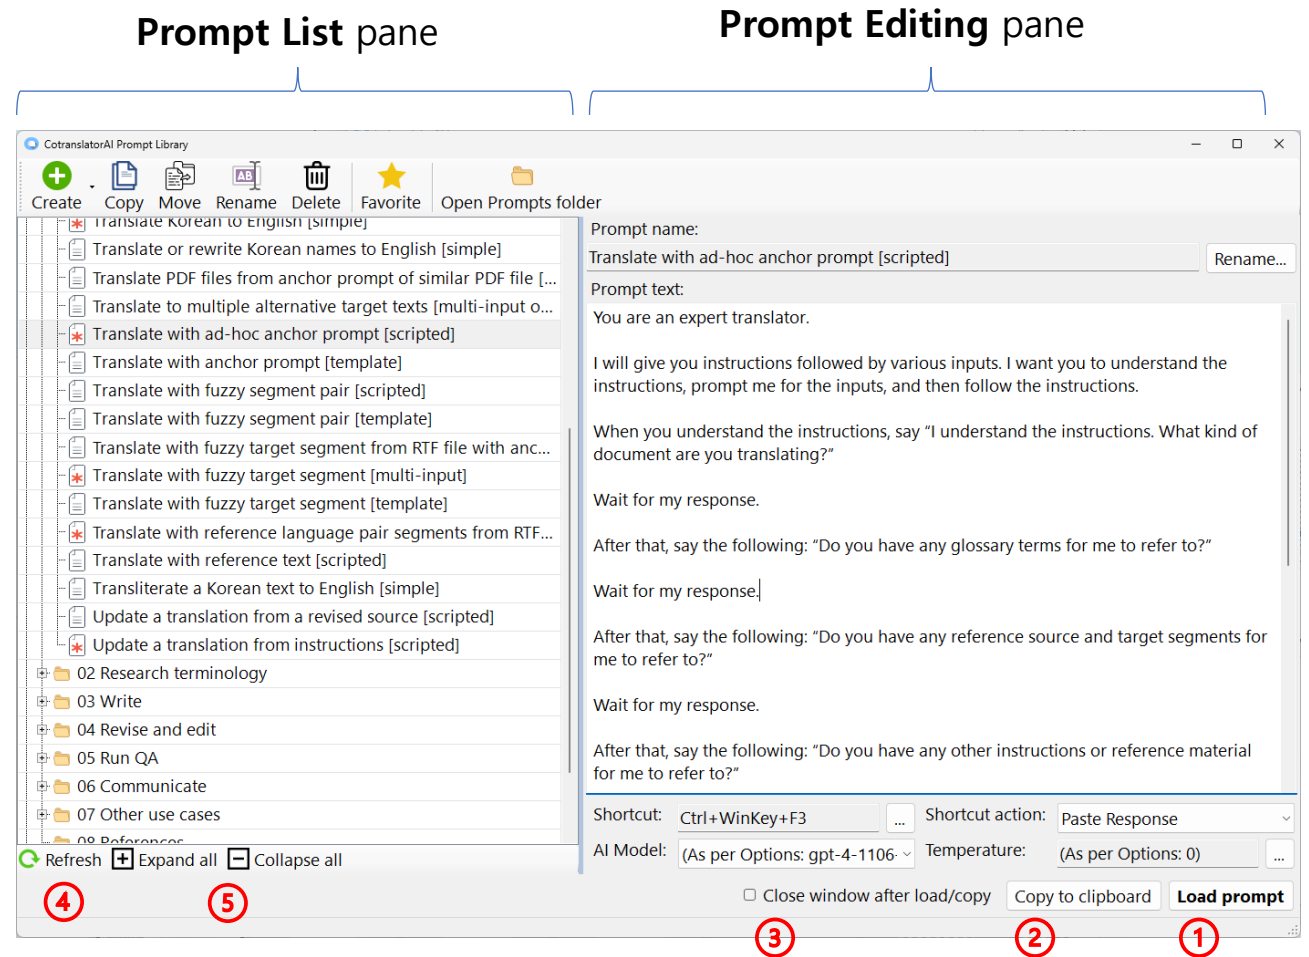 Prompt List pane
Prompt Editing pane
CotranslatorAI Prompt Library
Create
Copy
Move
Rename
Delete
Favorite
Open Prompts folder
Translate Korean to English [simple]
Translate or rewrite Korean names to English [simple]
Translate PDF files from anchor prompt of similar PDF file [...
Translate to multiple alternative target texts [multi-input o...
Translate with ad-hoc anchor prompt [scripted]
Translate with anchor prompt [template]
Translate with fuzzy segment pair [scripted]
Translate with fuzzy segment pair [template]
Translate with fuzzy target segment from RTF file with anc...
Translate with fuzzy target segment [multi-input]
Translate with fuzzy target segment [template]
Translate with reference language pair segments from RTF...
Translate with reference text [scripted]
Transliterate a Korean text to English [simple]
Update a translation from a revised source [scripted]
Update a translation from instructions [scripted]
02 Research terminology
03 Write
04 Revise and edit
05 Run QA
06 Communicate
07 Other use cases
08 References
Refresh
Expand all
Collapse all
④
⑤
Prompt name:
Translate with ad-hoc anchor prompt [scripted]
Rename...
Prompt text:
You are an expert translator.
I will give you instructions followed by various inputs. I want you to understand the
instructions, prompt me for the inputs, and then follow the instructions.
When you understand the instructions, say “I understand the instructions. What kind of
document are you translating?”
Wait for my response.
After that, say the following: “Do you have any glossary terms for me to refer to?”
Wait for my response.
After that, say the following: “Do you have any reference source and target segments for
me to refer to?”
Wait for my response.
After that, say the following: “Do you have any other instructions or reference material
for me to refer to?”
Shortcut:
Ctrl+WinKey+F3
...
Shortcut action:
Paste Response
AI Model:
(As per Options: gpt-4-1106-
Temperature:
(As per Options: 0)
...
Close window after load/copy
Copy to clipboard
Load prompt
③
②
①